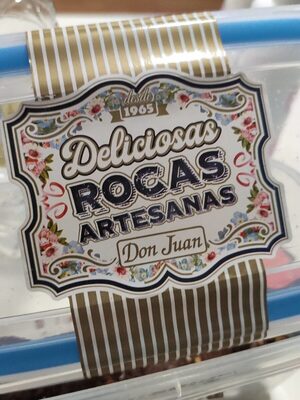 desde
1965
Deliciosas
ROCAS
ARTESANAS
Don Juan